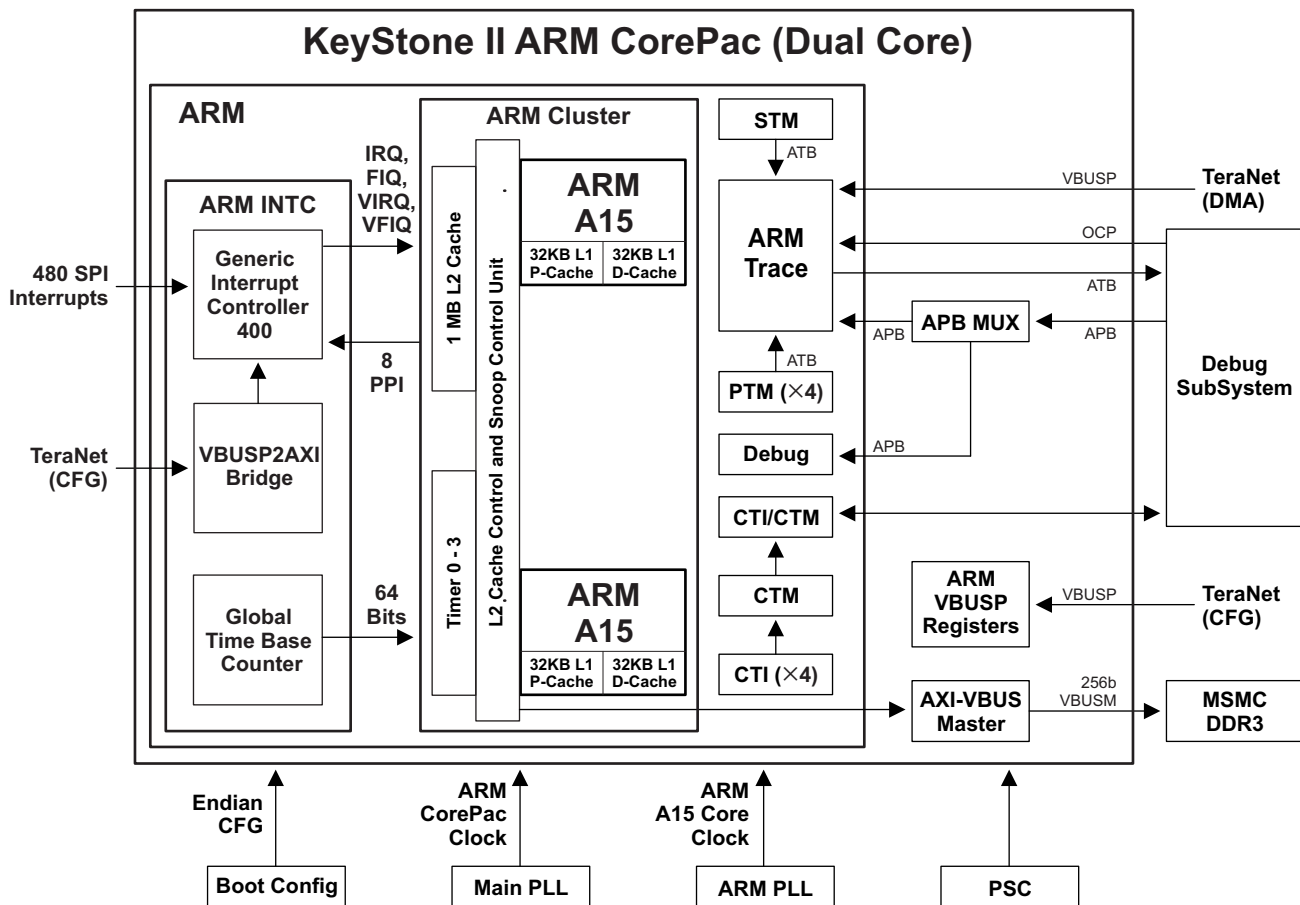 KeyStone II ARM CorePac (Dual Core)
ARM
ARM INTC
Generic
Interrupt
Controller
400
480 SPI
Interrupts
VBUSP2AXI
Bridge
TeraNet
(CFG)
Global
Time Base
Counter
IRQ,
FIQ,
VIRQ,
VFIQ
8
PPI
64
Bits
ARM Cluster
1 MB L2 Cache
Timer 0 - 3
L2 Cache Control and Snoop Control Unit
ARM
A15
32KB L1
P-Cache
32KB L1
D-Cache
ARM
A15
32KB L1
P-Cache
32KB L1
D-Cache
STM
ATB
ARM
Trace
ATB
PTM (×4)
Debug
CTI/CTM
CTM
CTI (×4)
VBUSP
TeraNet
(DMA)
OCP
ATB
APB
APB MUX
APB
APB
Debug
SubSystem
ARM
VBUSP
Registers
VBUSP
TeraNet
(CFG)
AXI-VBUS
Master
256b
VBUSM
MSMC
DDR3
Endian
CFG
Boot Config
ARM
CorePac
Clock
Main PLL
ARM
A15 Core
Clock
ARM PLL
PSC